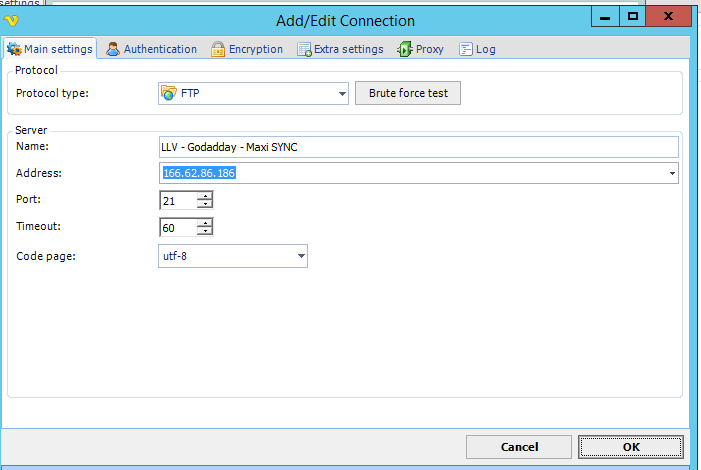 settings
Add/Edit Connection
Main settings Authentication Encryption Extra settings Proxy Log
Protocol
Protocol type: FTP Brute force test
Server
Name: LLV - Godadday - Maxi SYNC
Address: 166.62.86.186
Port: 21
Timeout: 60
Code page: utf-8
Cancel OK